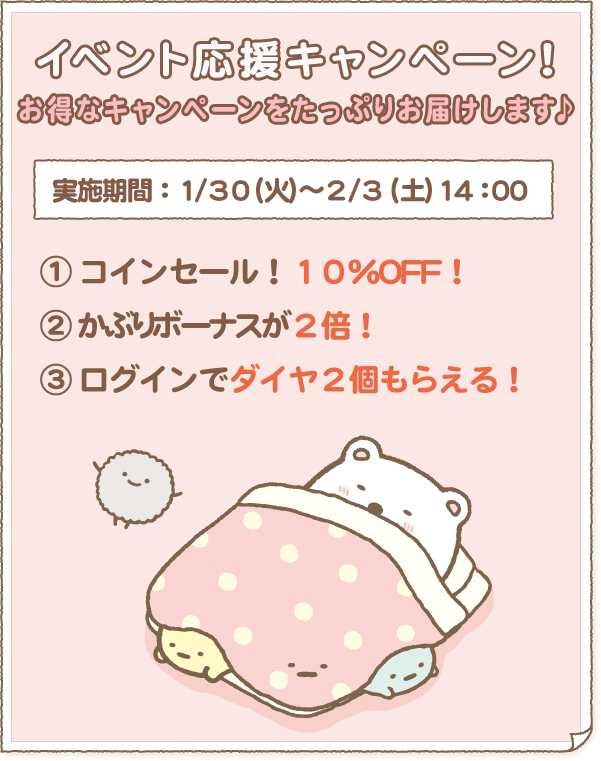 イベント応援キャンペーン！
お得なキャンペーンをたっぷりお届けします♪
実施期間：1/30(火)〜2/3(土)14:00
① コインセール！１０％OFF！
② かぶりボーナスが２倍！
③ ログインでダイヤ２個もらえる！